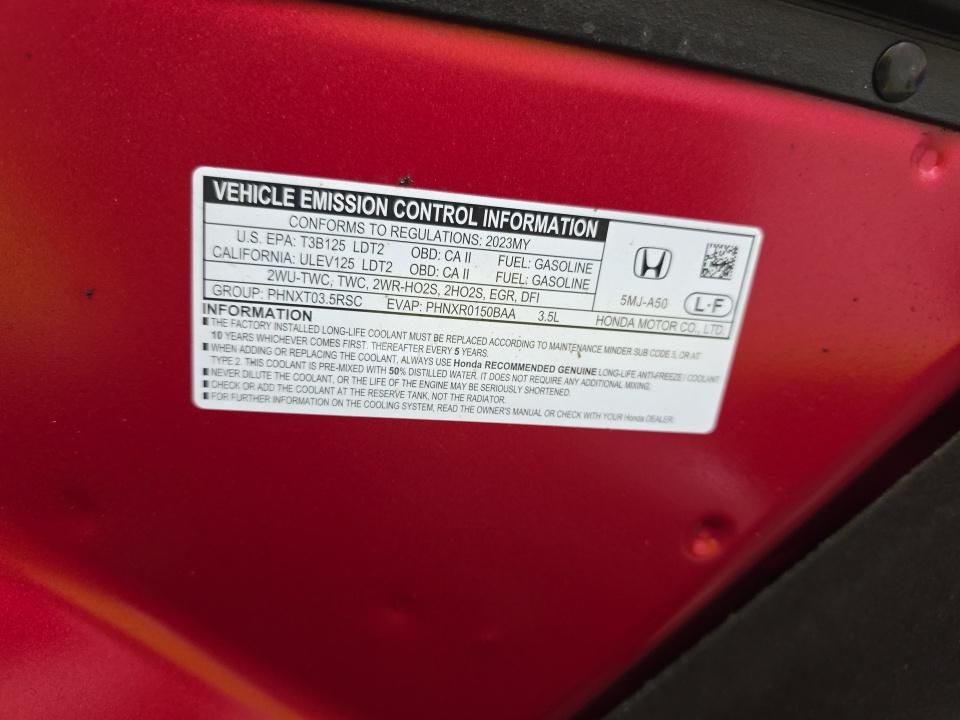 VEHICLE EMISSION CONTROL INFORMATION
CONFORMS TO REGULATIONS: 2023MY
U.S. EPA: T3B125 LDT2 OBD: CA II FUEL: GASOLINE
CALIFORNIA: ULEV125 LDT2 OBD: CA II FUEL: GASOLINE
2WU-TWC, TWC, 2WR-HO2S, 2HO2S, EGR, DFI
GROUP: PHNXT03.5RSC EVAP: PHNXR0150BAA 3.5L
5MJ-A50 L-F
HONDA MOTOR CO., LTD.
INFORMATION
■ THE FACTORY INSTALLED LONG-LIFE COOLANT MUST BE REPLACED ACCORDING TO MAINTENANCE MINDER SUB CODE 5, OR AT
10 YEARS WHICHEVER COMES FIRST. THEREAFTER EVERY 5 YEARS.
■ WHEN ADDING OR REPLACING THE COOLANT, ALWAYS USE Honda RECOMMENDED GENUINE LONG-LIFE ANTI-FREEZE / COOLANT
TYPE 2. THIS COOLANT IS PRE-MIXED WITH 50% DISTILLED WATER. IT DOES NOT REQUIRE ANY ADDITIONAL MIXING.
■ NEVER DILUTE THE COOLANT, OR THE LIFE OF THE ENGINE MAY BE SERIOUSLY SHORTENED.
■ CHECK OR ADD THE COOLANT AT THE RESERVE TANK, NOT THE RADIATOR.
■ FOR FURTHER INFORMATION ON THE COOLING SYSTEM, READ THE OWNER'S MANUAL OR CHECK WITH YOUR Honda DEALER.